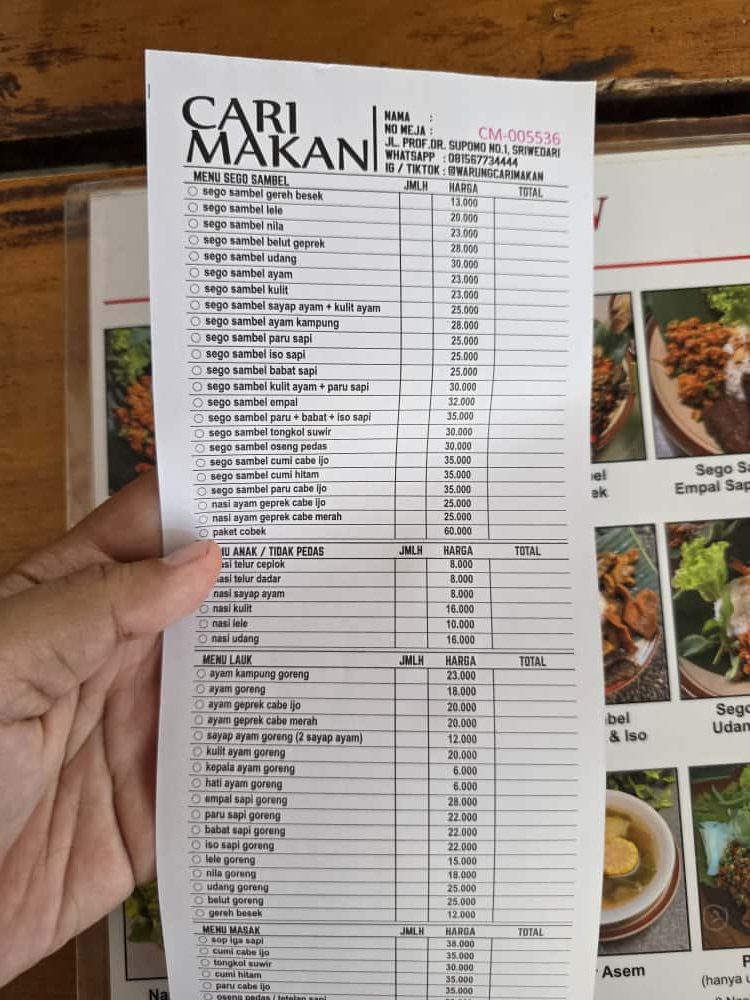 CARI
MAKAN
NAMA :
NO MEJA :
CM-005536
JL. PROF.DR. SUPOMO NO.1, SRIWEDARI
WHATSAPP : 081567734444
IG / TIKTOK : @WARUNGCARIMAKAN
MENU SEGO SAMBEL JMLH HARGA TOTAL
sego sambel gereh besek 13.000
sego sambel lele 20.000
sego sambel nila 23.000
sego sambel belut geprek 28.000
sego sambel udang 30.000
sego sambel ayam 23.000
sego sambel kulit 23.000
sego sambel sayap ayam + kulit ayam 25.000
sego sambel ayam kampung 28.000
sego sambel paru sapi 25.000
sego sambel iso sapi 25.000
sego sambel babat sapi 25.000
sego sambel kulit ayam + paru sapi 30.000
sego sambel empal 32.000
sego sambel paru + babat + iso sapi 35.000
sego sambel tongkol suwir 30.000
sego sambel oseng pedas 30.000
sego sambel cumi cabe ijo 35.000
sego sambel cumi hitam 35.000
sego sambel paru cabe ijo 35.000
nasi ayam geprek cabe ijo 25.000
nasi ayam geprek cabe merah 25.000
paket cobek 60.000
NU ANAK / TIDAK PEDAS JMLH HARGA TOTAL
asi telur ceplok 8.000
nasi telur dadar 8.000
nasi sayap ayam 8.000
nasi kulit 16.000
nasi lele 10.000
nasi udang 16.000
MENU LAUK JMLH HARGA TOTAL
ayam kampung goreng 23.000
ayam goreng 18.000
ayam geprek cabe ijo 20.000
ayam geprek cabe merah 20.000
sayap ayam goreng (2 sayap ayam) 12.000
kulit ayam goreng 20.000
kepala ayam goreng 6.000
hati ayam goreng 6.000
empal sapi goreng 28.000
paru sapi goreng 22.000
babat sapi goreng 22.000
iso sapi goreng 22.000
lele goreng 15.000
nila goreng 18.000
udang goreng 25.000
belut goreng 25.000
gereh besek 12.000
MENU MASAK JMLH HARGA TOTAL
sop iga sapi 38.000
cumi cabe ijo 35.000
tongkol suwir 30.000
cumi hitam 35.000
paru cabe ijo 35.000
oseng pedas / tetelan sapi
W
el
ek
Sego Sa
Empal Sap
bel
& Iso
Sego
Udan
Asem
P
(hanya u
Na